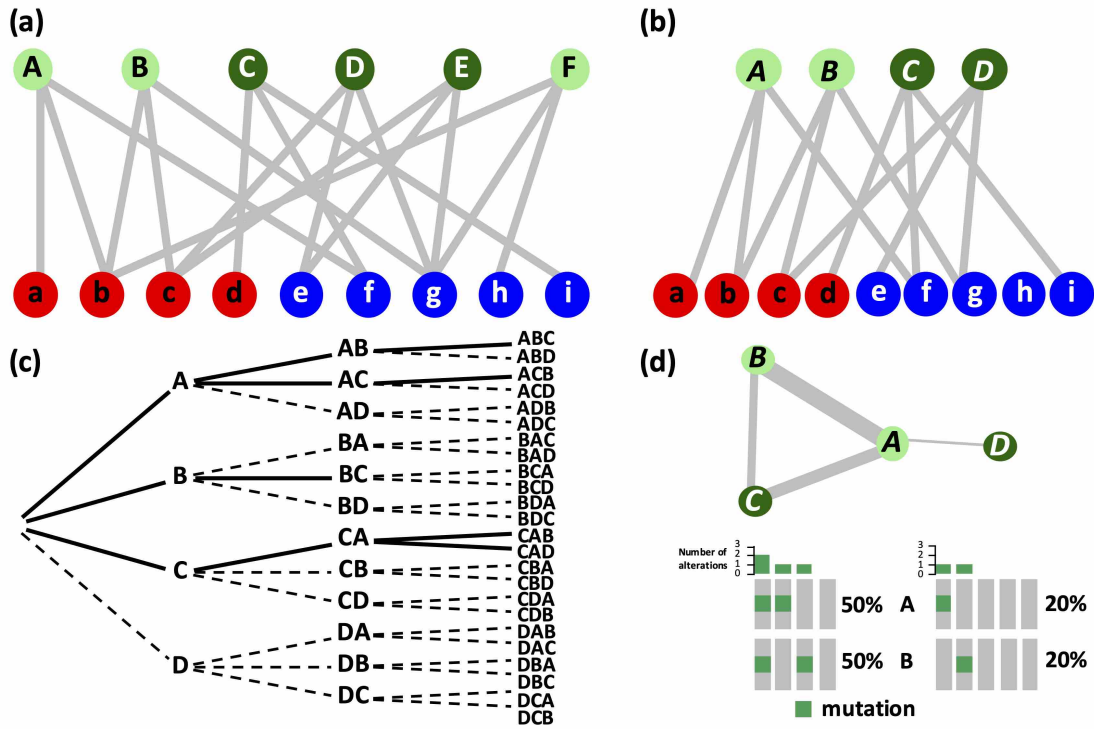 (a)
A B C D E F
a b c d e f g h i
(b)
A B C D
a b c d e f g h i
(c)
A
B
C
D
AB
AC
AD
BA
BC
BD
CA
CB
CD
DA
DB
DC
ABC
ABD
ACB
ACD
ADB
ADC
BAC
BAD
BCA
BCD
BDA
BDC
CAB
CAD
CBA
CBD
CDA
CDB
DAB
DAC
DBA
DBC
DCA
DCB
(d)
B
A
D
C
Number of
alterations
3
2
1
0
3
2
1
0
50% A 20%
50% B 20%
mutation